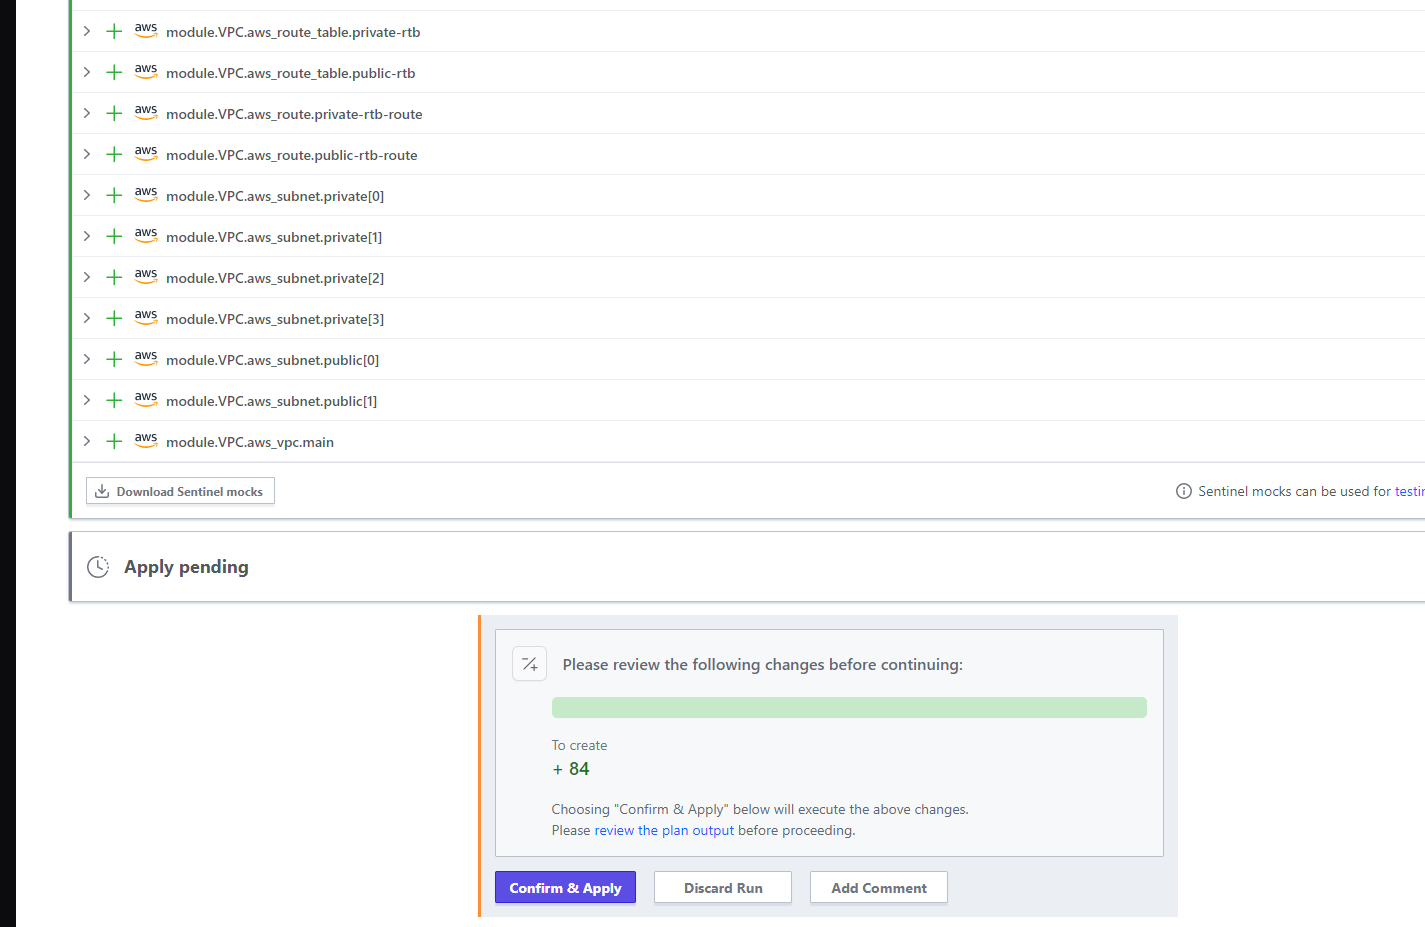 aws module.VPC.aws_route_table.private-rtb
aws module.VPC.aws_route_table.public-rtb
aws module.VPC.aws_route.private-rtb-route
aws module.VPC.aws_route.public-rtb-route
aws module.VPC.aws_subnet.private[0]
aws module.VPC.aws_subnet.private[1]
aws module.VPC.aws_subnet.private[2]
aws module.VPC.aws_subnet.private[3]
aws module.VPC.aws_subnet.public[0]
aws module.VPC.aws_subnet.public[1]
aws module.VPC.aws_vpc.main
Download Sentinel mocks
Sentinel mocks can be used for testin
Apply pending
Please review the following changes before continuing:
To create
+ 84
Choosing "Confirm & Apply" below will execute the above changes.
Please review the plan output before proceeding.
Confirm & Apply
Discard Run
Add Comment